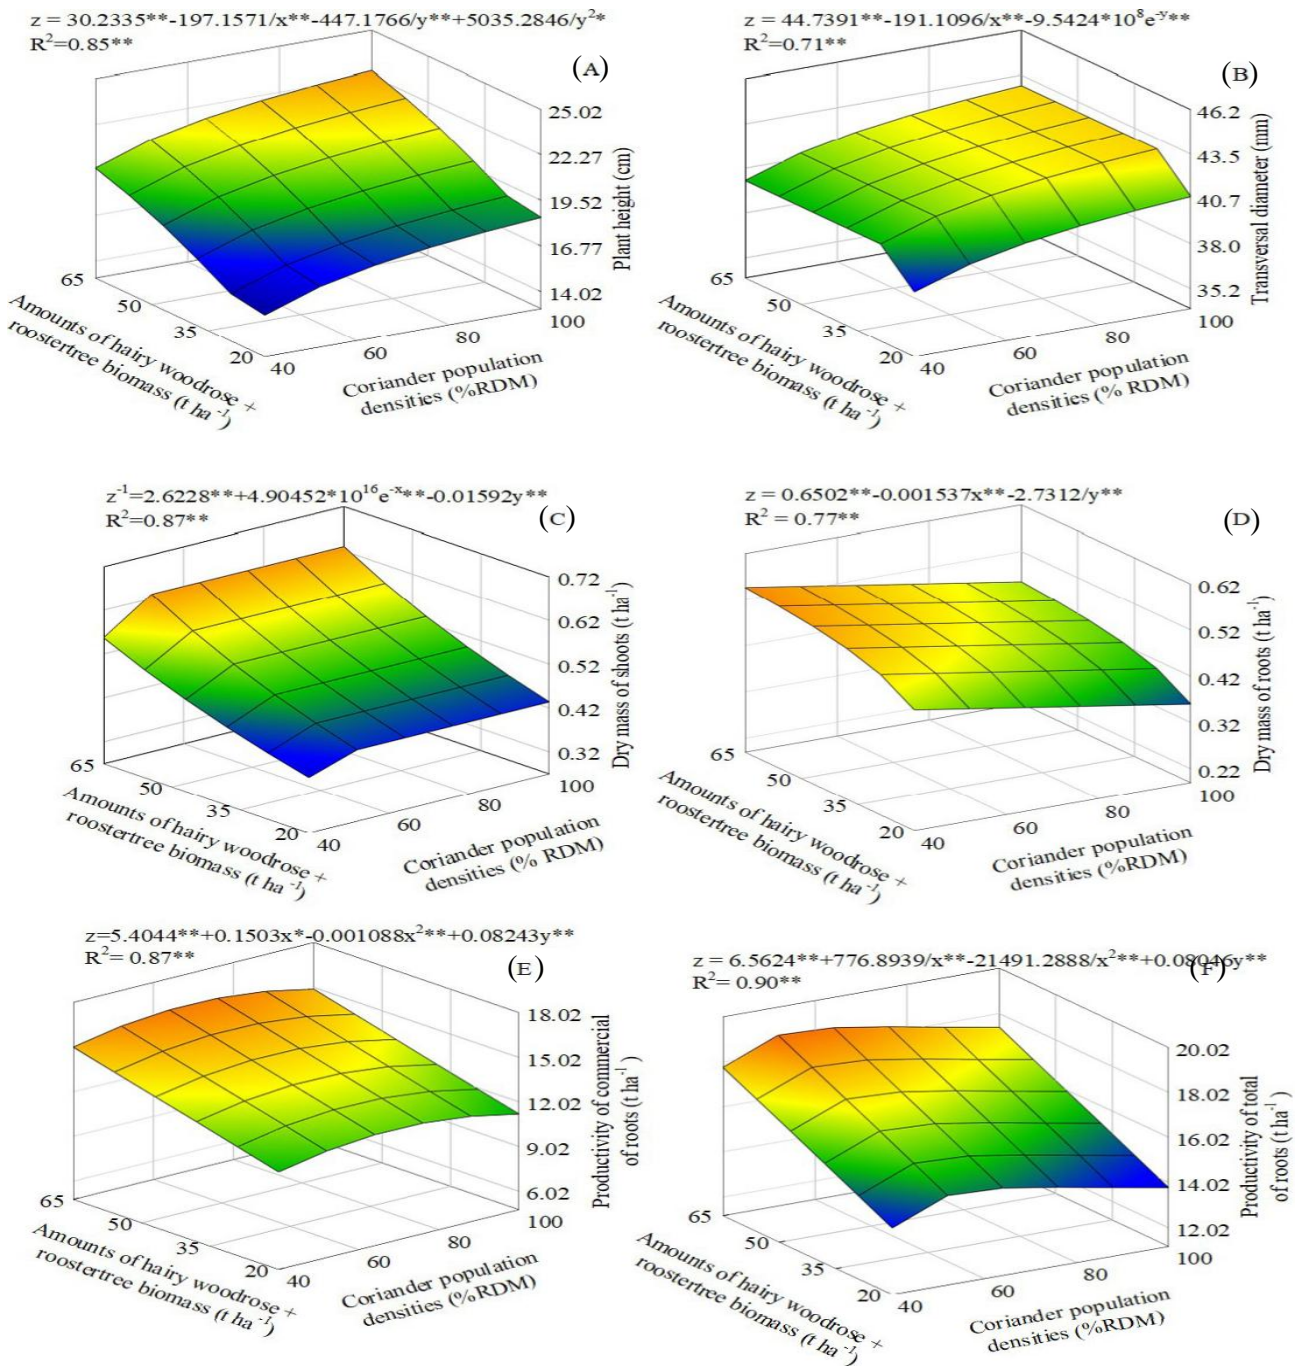 z = 30.2335**-197.1571/x**-447.1766/y**+5035.2846/y²*
R²=0.85**
(A)
25.02
22.27
19.52
16.77
14.02
Plant height (cm)
65
50
35
20
40
60
80
100
Amounts of hairy woodrose +
roostertree biomass (t ha⁻¹)
Coriander population
densities (%RDM)
z = 44.7391**-191.1096/x**-9.5424*10⁸e⁻ʸ**
R²=0.71**
(B)
46.2
43.5
40.7
38.0
35.2
Transversal diameter (mm)
65
50
35
20
40
60
80
100
Amounts of hairy woodrose +
roostertree biomass (t ha⁻¹)
Coriander population
densities (% RDM)
z⁻¹=2.6228**+4.90452*10¹⁶e⁻ˣ**-0.01592y**
R²=0.87**
(C)
0.72
0.62
0.52
0.42
0.32
Dry mass of shoots (t ha⁻¹)
65
50
35
20
40
60
80
100
Amounts of hairy woodrose +
roostertree biomass (t ha⁻¹)
Coriander population
densities (% RDM)
z = 0.6502**-0.001537x**-2.7312/y**
R² = 0.77**
(D)
0.62
0.52
0.42
0.32
0.22
Dry mass of roots (t ha⁻¹)
65
50
35
20
40
60
80
100
Amounts of hairy woodrose +
roostertree biomass (t ha⁻¹)
Coriander population
densities (%RDM)
z=5.4044**+0.1503x*-0.001088x²**+0.08243y**
R²= 0.87**
(E)
18.02
15.02
12.02
9.02
6.02
Productivity of commercial
of roots (t ha⁻¹)
65
50
35
20
40
60
80
100
Amounts of hairy woodrose +
roostertree biomass (t ha⁻¹)
Coriander population
densities (%RDM)
z = 6.5624**+776.8939/x**-21491.2888/x²**+0.08046y**
R²= 0.90**
(F)
20.02
18.02
16.02
14.02
12.02
Productivity of total
of roots (t ha⁻¹)
65
50
35
20
40
60
80
100
Amounts of hairy woodrose +
roostertree biomass (t ha⁻¹)
Coriander population
densities (%RDM)